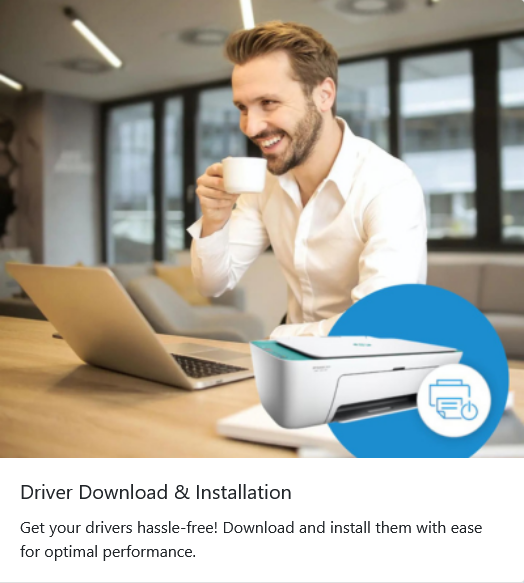 Driver Download & Installation
Get your drivers hassle-free! Download and install them with ease
for optimal performance.